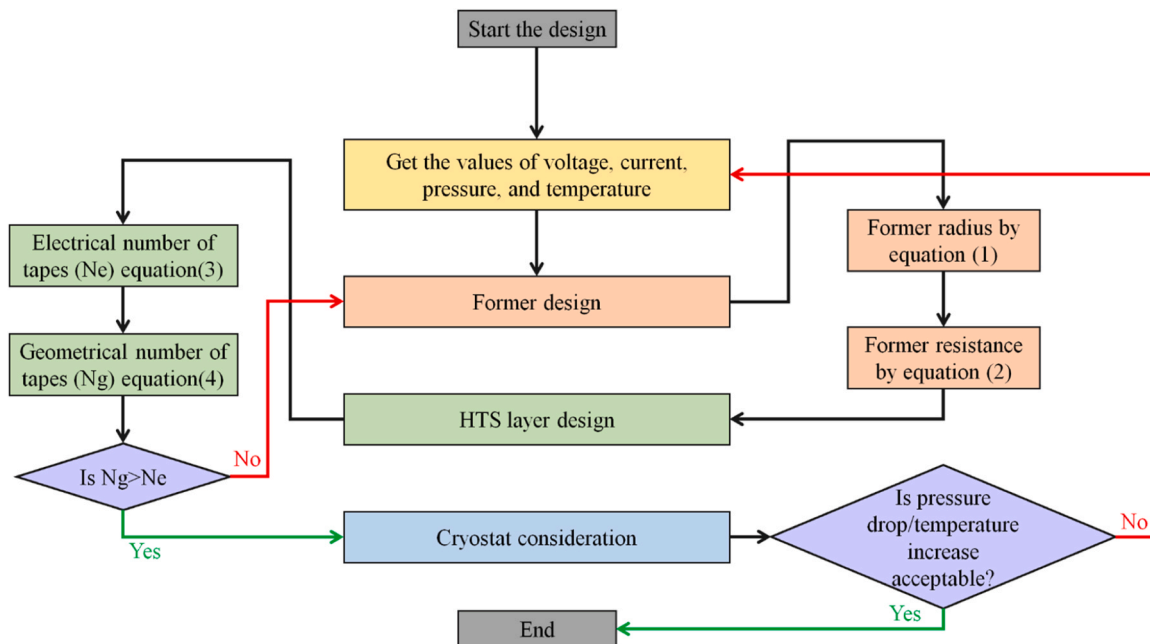 Start the design
Get the values of voltage, current,
pressure, and temperature
Former radius by
equation (1)
Electrical number of
tapes (Ne) equation(3)
Former design
Former resistance
by equation (2)
Geometrical number of
tapes (Ng) equation(4)
HTS layer design
Is Ng>Ne
No
Yes
Cryostat consideration
Is pressure
drop/temperature
increase
acceptable?
No
Yes
End